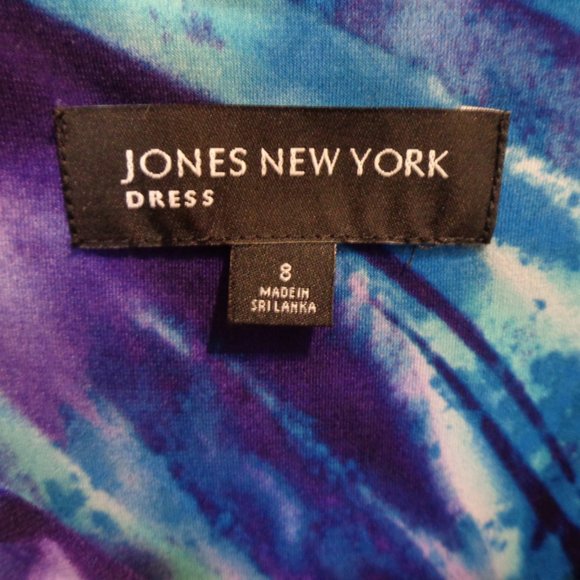 JONES NEW YORK
DRESS
8
MADE IN
SRI LANKA